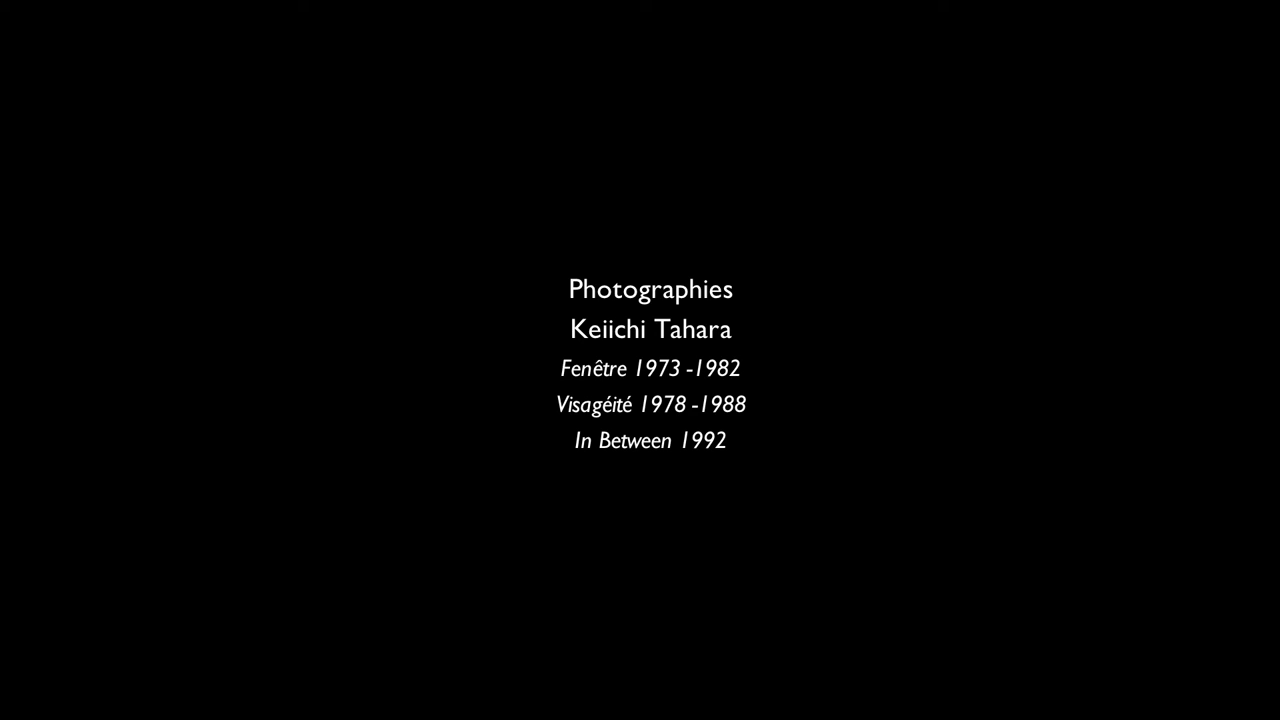 Photographies
Keiichi Tahara
Fenêtre 1973 -1982
Visagéité 1978 -1988
In Between 1992